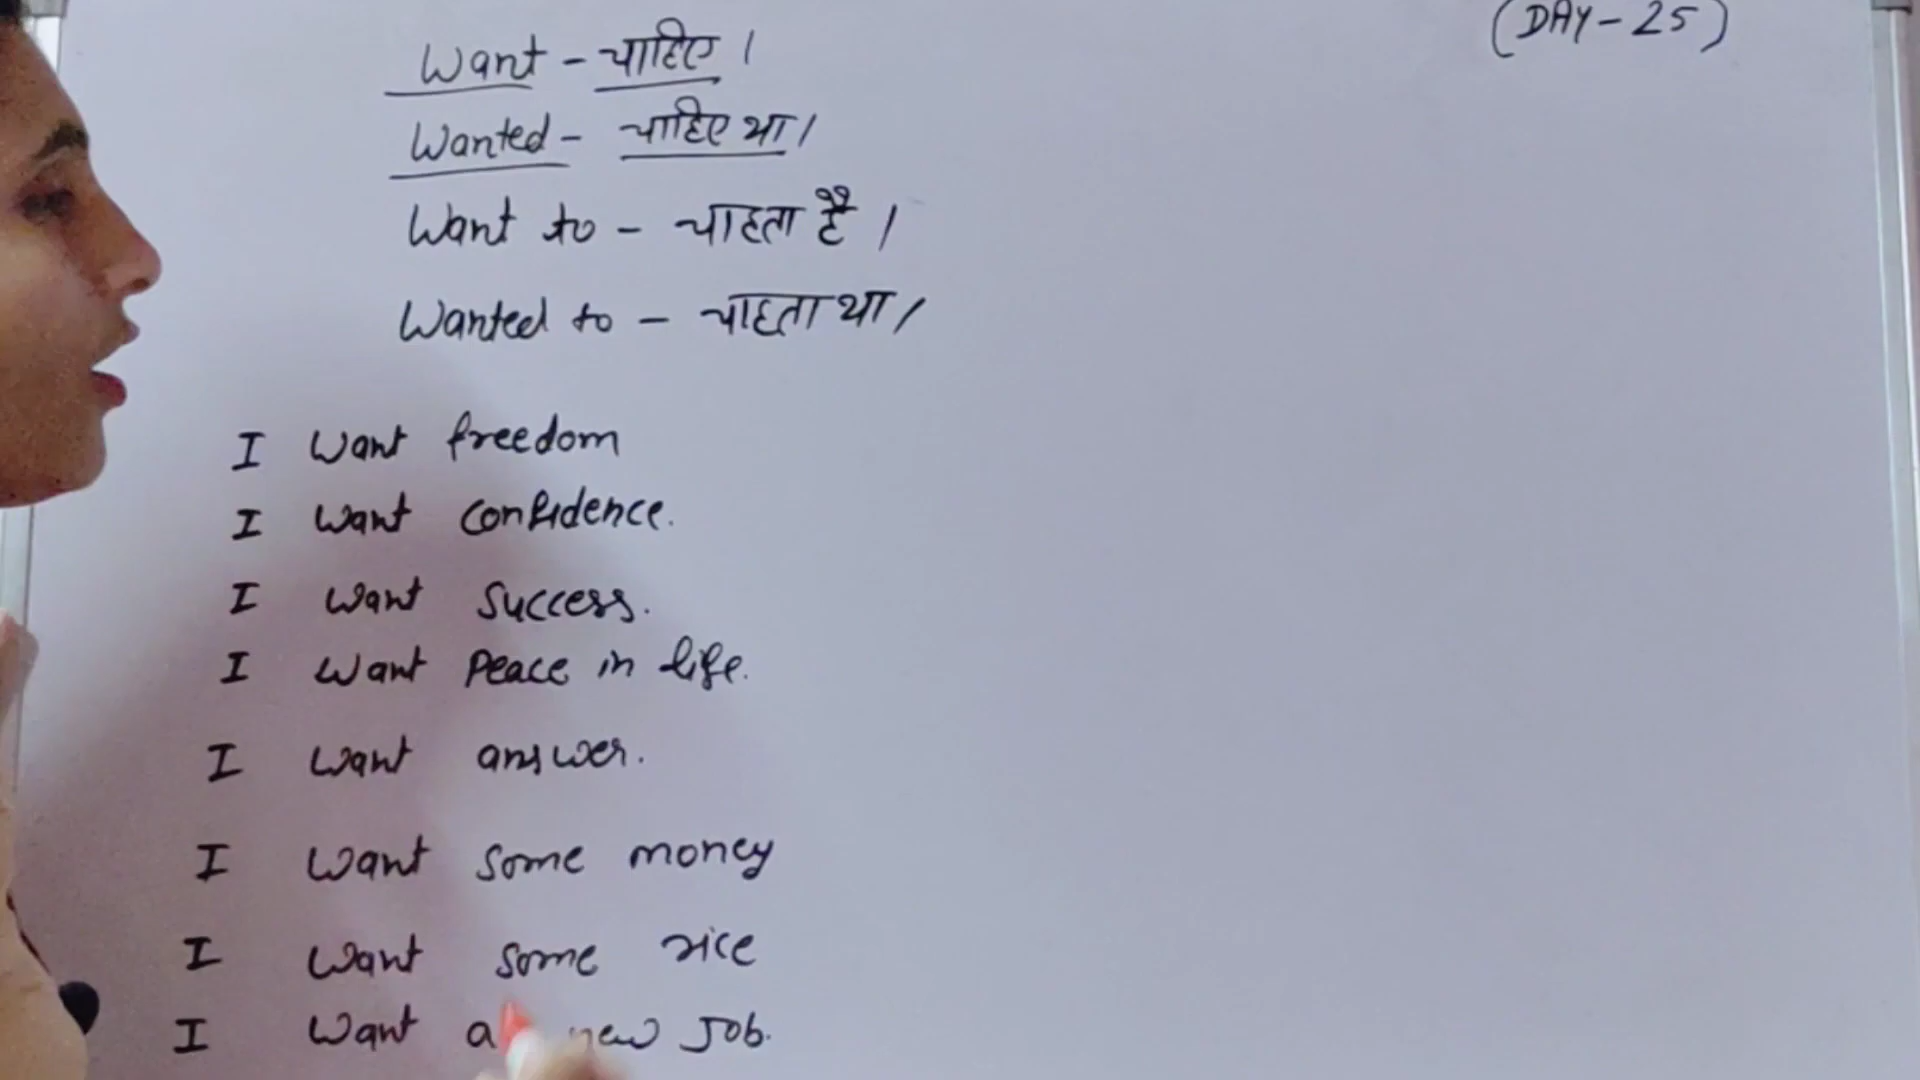 (DAY-25)
Want - चाहिए।
Wanted - चाहिए था।
Want to - चाहता है।
Wanted to - चाहता था।
I want freedom
I want confidence.
I want success.
I want peace in life.
I want answer.
I want some money
I want some rice
I want a new Job.